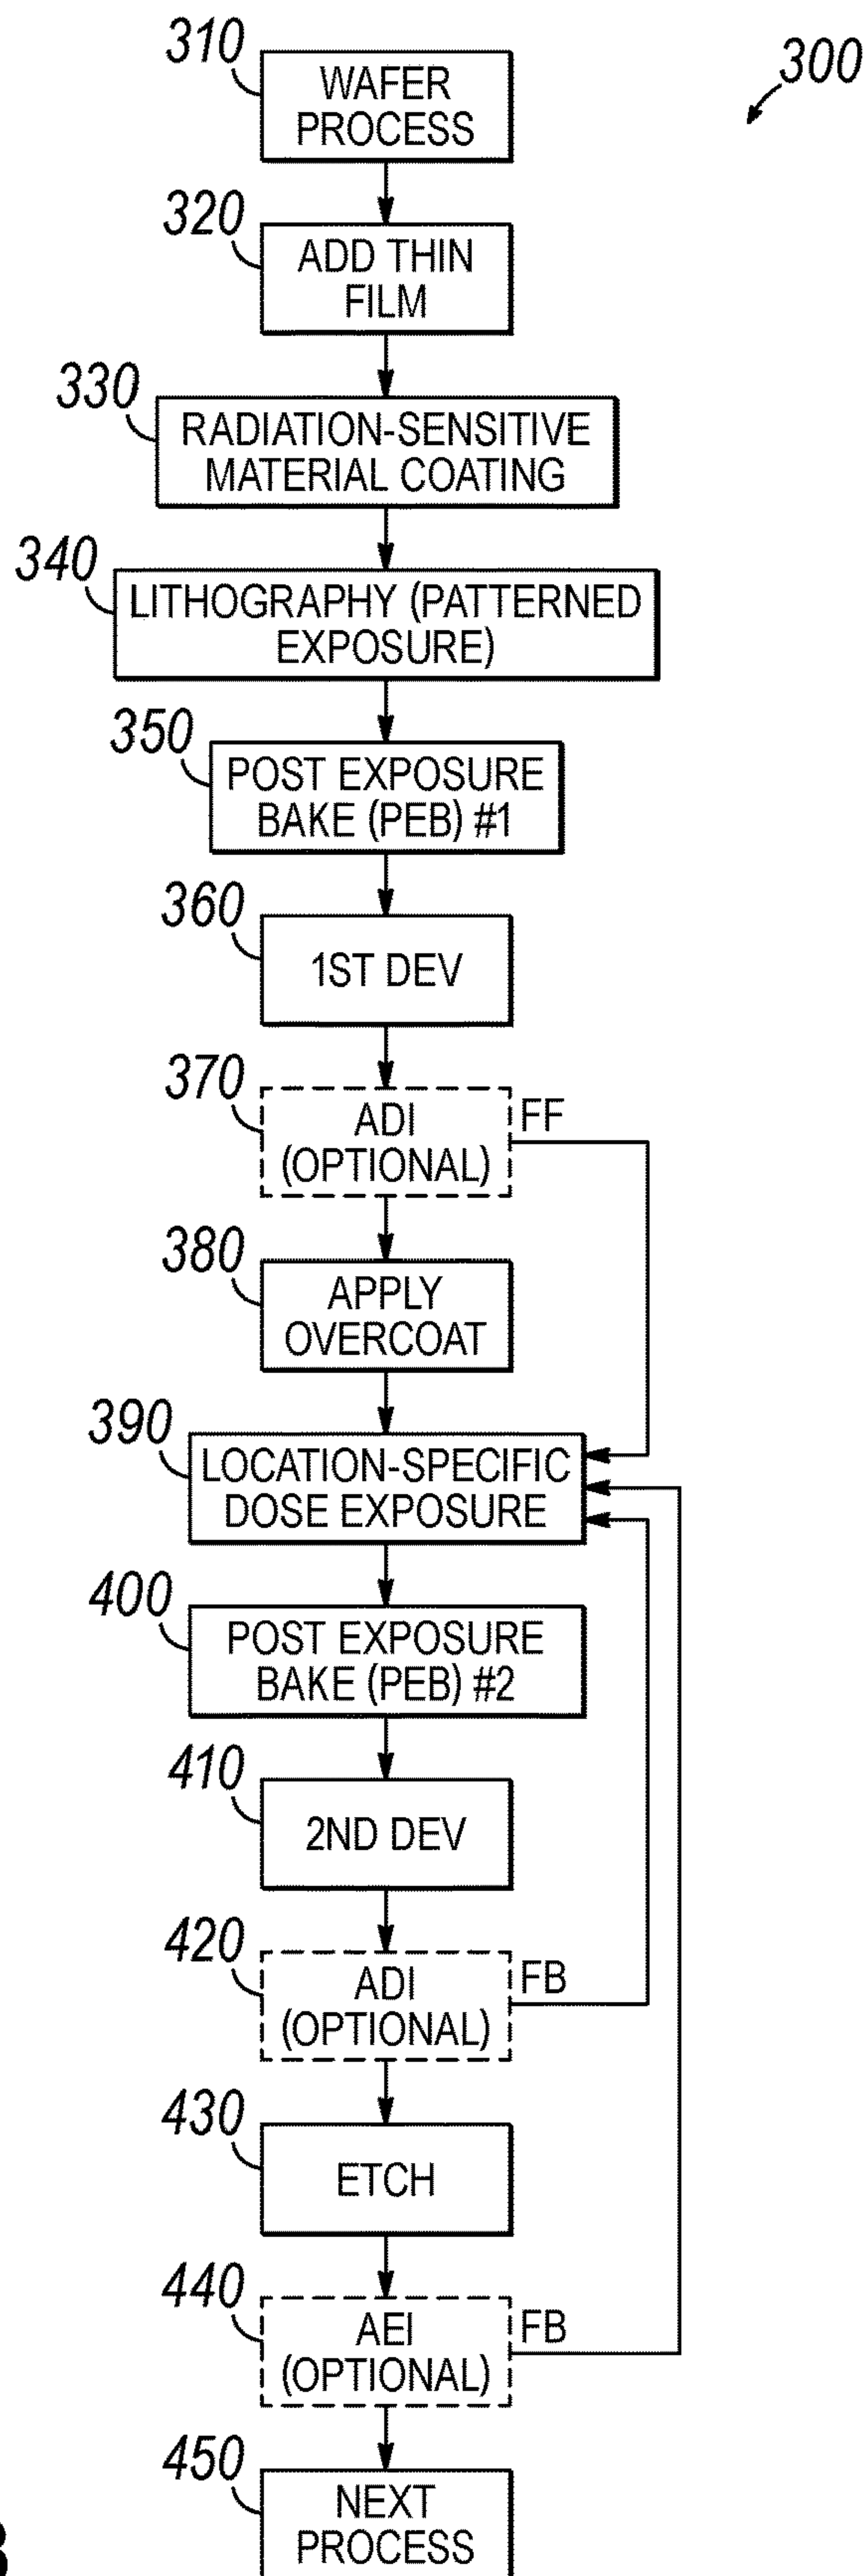 310
WAFER
PROCESS
300
320
ADD THIN
FILM
330
RADIATION-SENSITIVE
MATERIAL COATING
340
LITHOGRAPHY (PATTERNED
EXPOSURE)
350
POST EXPOSURE
BAKE (PEB) #1
360
1ST DEV
370
ADI
(OPTIONAL)
FF
380
APPLY
OVERCOAT
390
LOCATION-SPECIFIC
DOSE EXPOSURE
400
POST EXPOSURE
BAKE (PEB) #2
410
2ND DEV
420
ADI
(OPTIONAL)
FB
430
ETCH
440
AEI
(OPTIONAL)
FB
450
NEXT
PROCESS